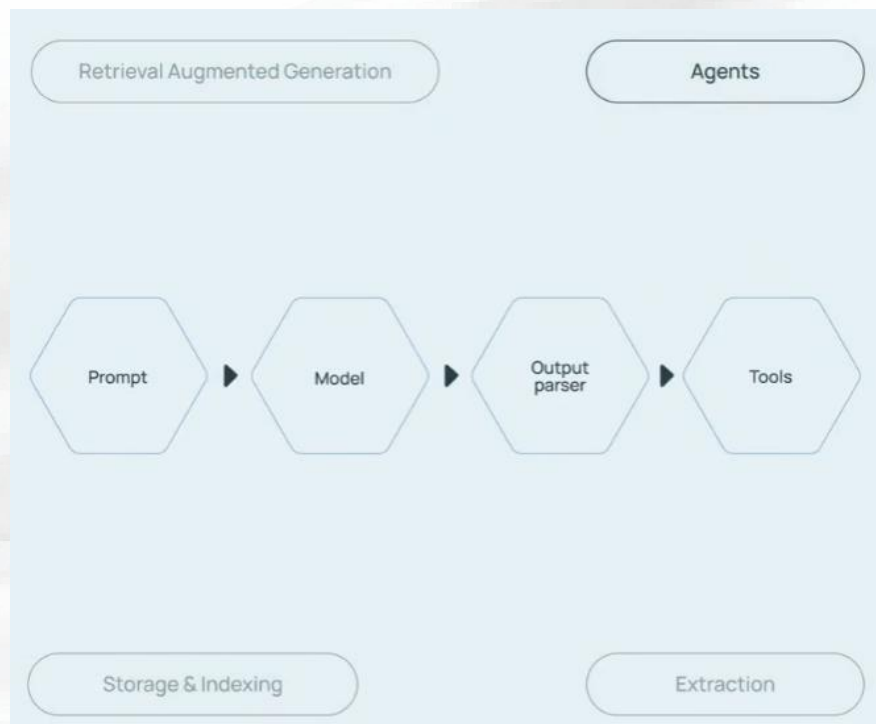 Retrieval Augmented Generation
Agents
Prompt
Model
Output
parser
Tools
Storage & Indexing
Extraction